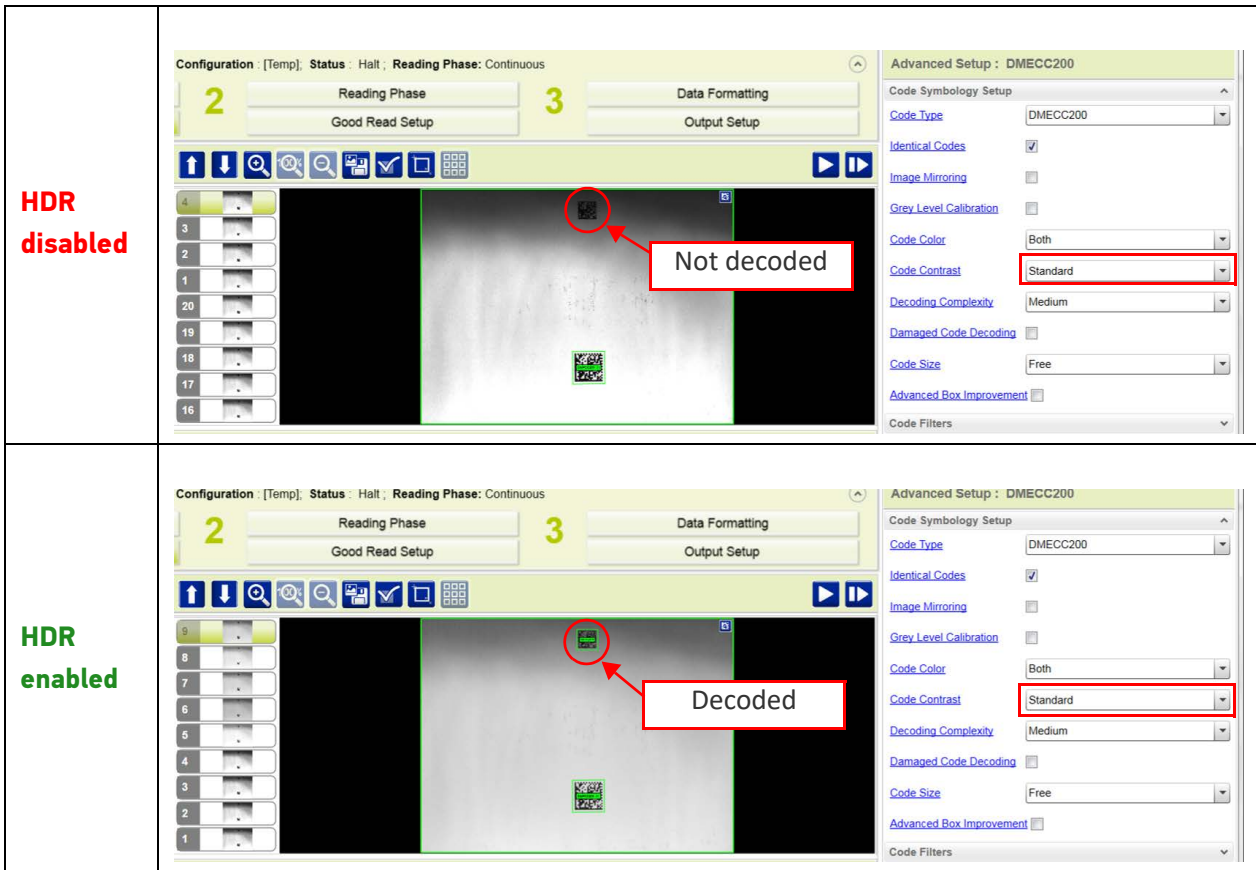 HDR
disabled
Configuration : [Temp]; Status : Halt ; Reading Phase: Continuous
2
Reading Phase
Good Read Setup
3
Data Formatting
Output Setup
4
3
2
1
20
19
18
17
16
Not decoded
Advanced Setup : DMECC200
Code Symbology Setup
Code Type DMECC200
Identical Codes
Image Mirroring
Grey Level Calibration
Code Color Both
Code Contrast Standard
Decoding Complexity Medium
Damaged Code Decoding
Code Size Free
Advanced Box Improvement
Code Filters
HDR
enabled
Configuration : [Temp]; Status : Halt ; Reading Phase: Continuous
2
Reading Phase
Good Read Setup
3
Data Formatting
Output Setup
9
8
7
6
5
4
3
2
1
Decoded
Advanced Setup : DMECC200
Code Symbology Setup
Code Type DMECC200
Identical Codes
Image Mirroring
Grey Level Calibration
Code Color Both
Code Contrast Standard
Decoding Complexity Medium
Damaged Code Decoding
Code Size Free
Advanced Box Improvement
Code Filters